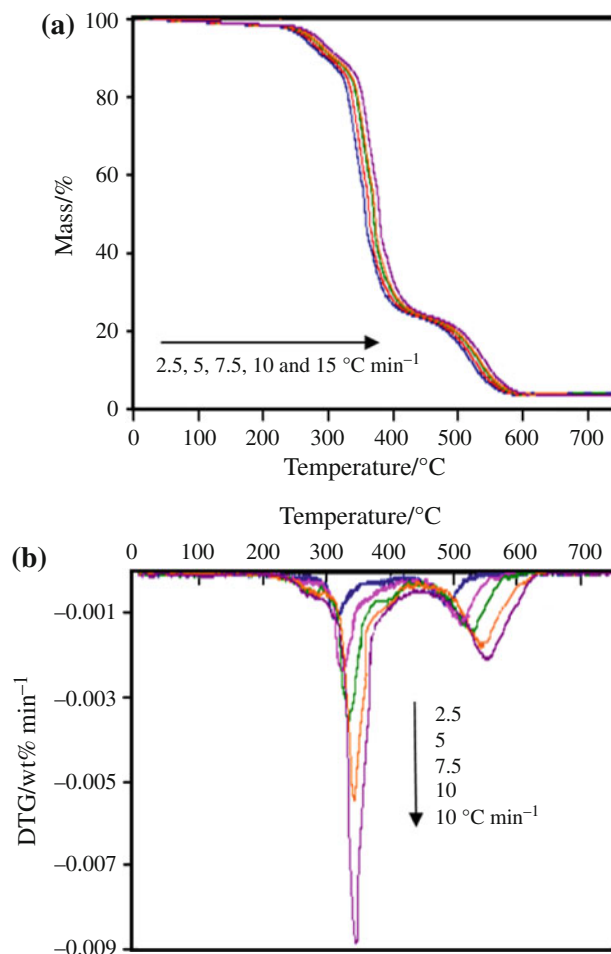 (a)
100
80
60
40
20
0
Mass/%
2.5, 5, 7.5, 10 and 15 °C min⁻¹
0 100 200 300 400 500 600 700
Temperature/°C
Temperature/°C
(b)
0 100 200 300 400 500 600 700
−0.001
−0.003
−0.005
−0.007
−0.009
DTG/wt% min⁻¹
2.5
5
7.5
10
10 °C min⁻¹